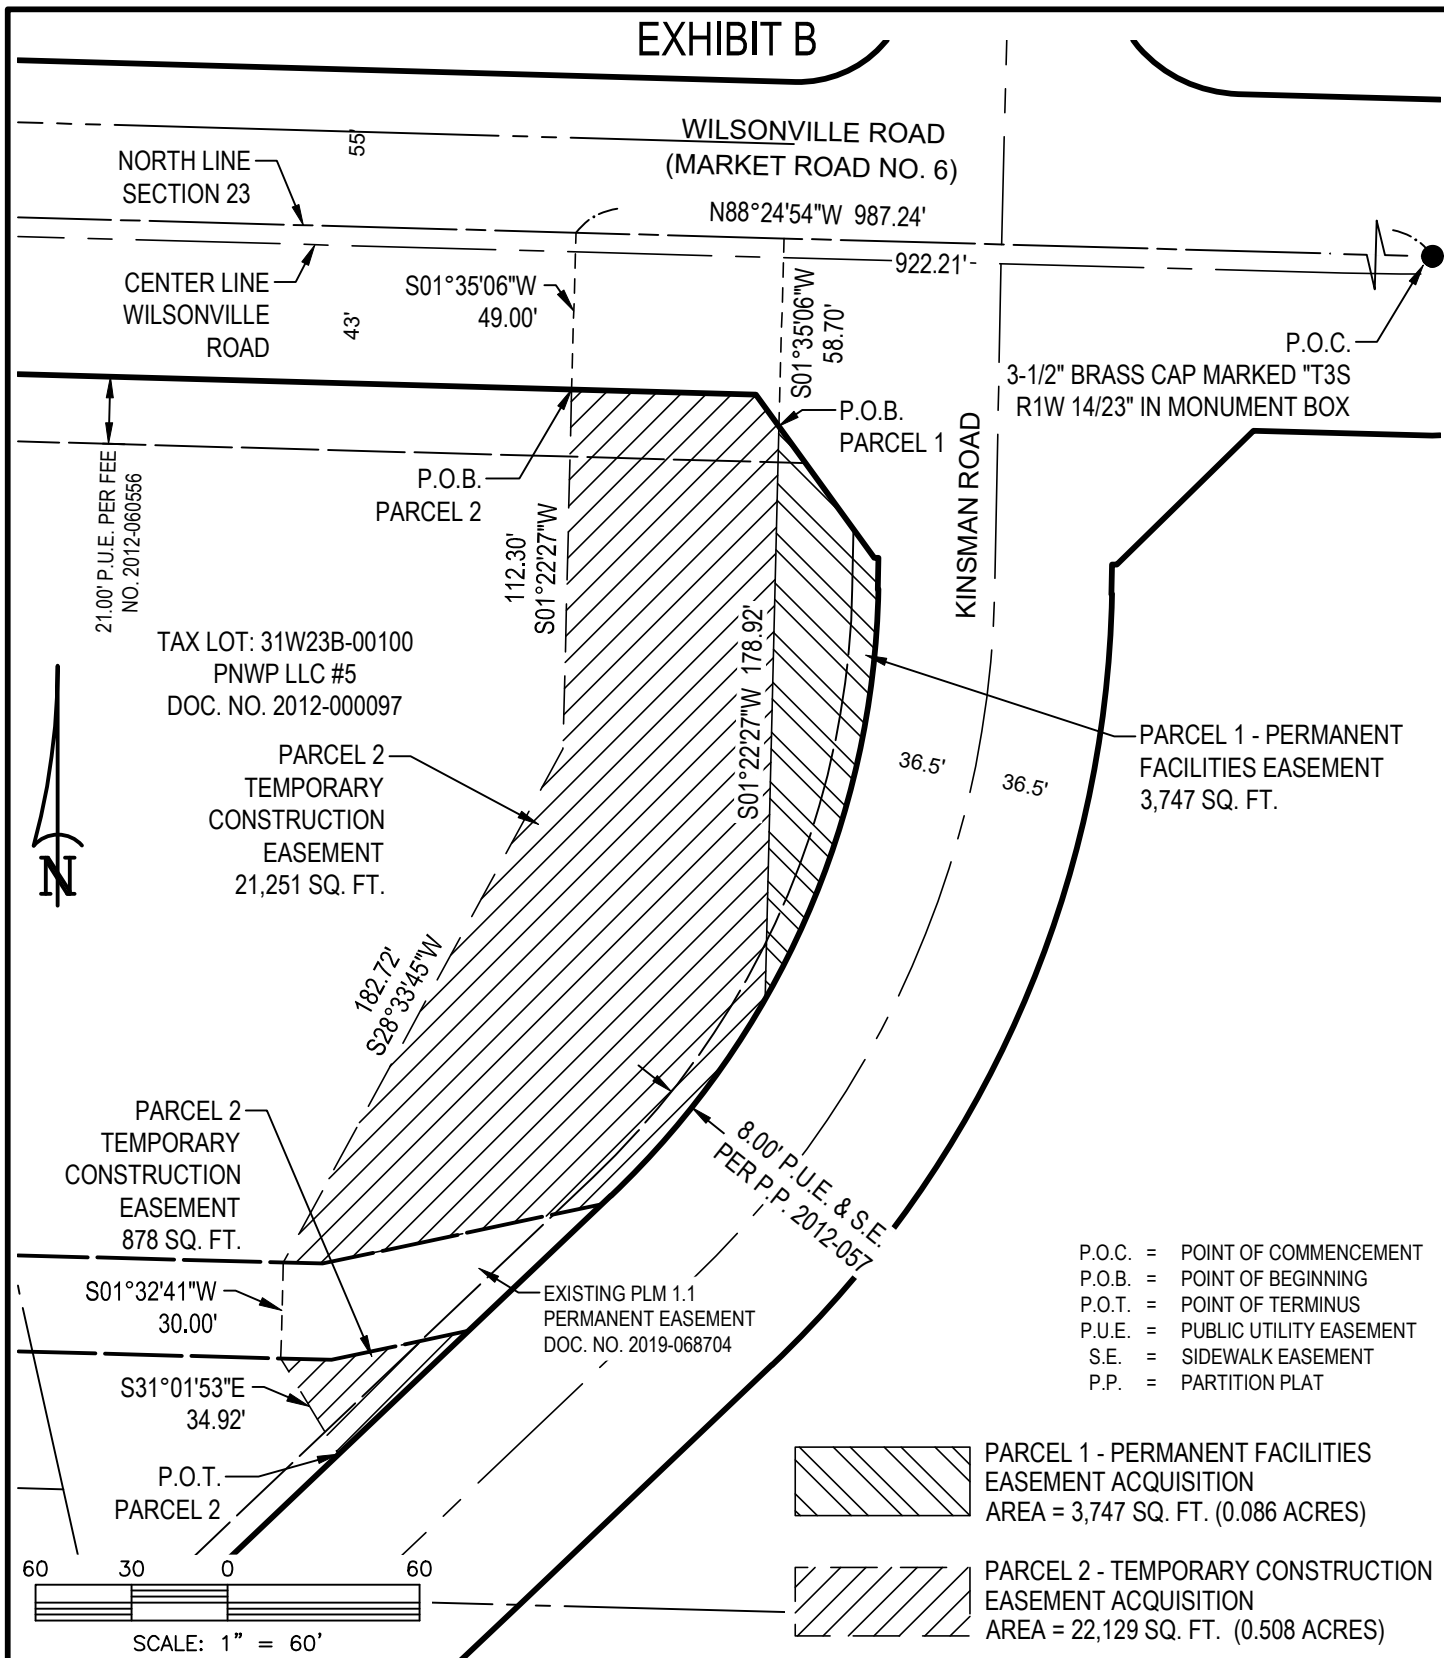 EXHIBIT B
WILSONVILLE ROAD
(MARKET ROAD NO. 6)
55'
NORTH LINE
SECTION 23
N88°24'54"W 987.24'
922.21'
CENTER LINE
WILSONVILLE
ROAD
43'
S01°35'06"W
49.00'
S01°35'06"W
58.70'
P.O.C.
3-1/2" BRASS CAP MARKED "T3S
R1W 14/23" IN MONUMENT BOX
P.O.B.
PARCEL 1
P.O.B.
PARCEL 2
21.00' P.U.E. PER FEE
NO. 2012-060556
112.30'
S01°22'27"W
KINSMAN ROAD
TAX LOT: 31W23B-00100
PNWP LLC #5
DOC. NO. 2012-000097
S01°22'27"W 178.92'
PARCEL 2
TEMPORARY
CONSTRUCTION
EASEMENT
21,251 SQ. FT.
36.5'
36.5'
PARCEL 1 - PERMANENT
FACILITIES EASEMENT
3,747 SQ. FT.
N
182.72'
S28°33'45"W
PARCEL 2
TEMPORARY
CONSTRUCTION
EASEMENT
878 SQ. FT.
8.00' P.U.E. & S.E.
PER P.P. 2012-057
S01°32'41"W
30.00'
EXISTING PLM 1.1
PERMANENT EASEMENT
DOC. NO. 2019-068704
S31°01'53"E
34.92'
P.O.T.
PARCEL 2
P.O.C. = POINT OF COMMENCEMENT
P.O.B. = POINT OF BEGINNING
P.O.T. = POINT OF TERMINUS
P.U.E. = PUBLIC UTILITY EASEMENT
S.E. = SIDEWALK EASEMENT
P.P. = PARTITION PLAT
PARCEL 1 - PERMANENT FACILITIES
EASEMENT ACQUISITION
AREA = 3,747 SQ. FT. (0.086 ACRES)
PARCEL 2 - TEMPORARY CONSTRUCTION
EASEMENT ACQUISITION
AREA = 22,129 SQ. FT. (0.508 ACRES)
60 30 0 60
SCALE: 1" = 60'